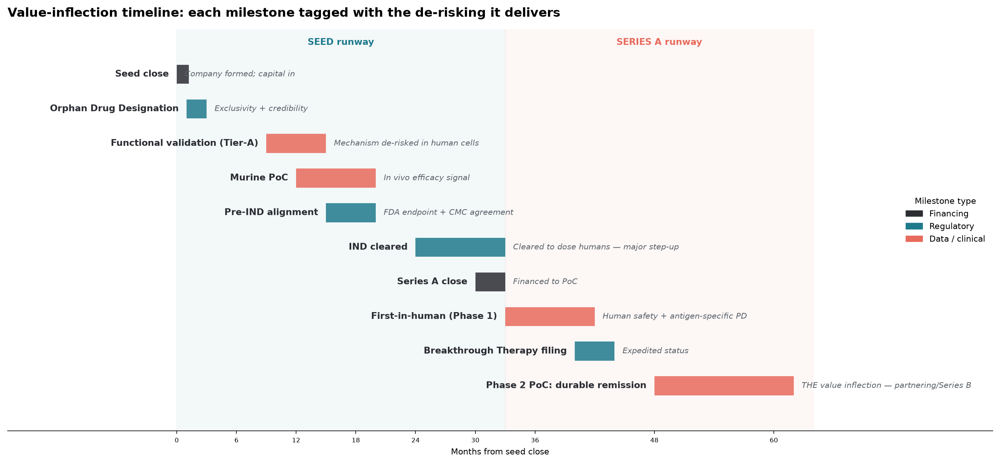 Value-inflection timeline: each milestone tagged with the de-risking it delivers
SEED runway
SERIES A runway
Seed close
Company formed; capital in
Orphan Drug Designation
Exclusivity + credibility
Functional validation (Tier-A)
Mechanism de-risked in human cells
Murine PoC
In vivo efficacy signal
Pre-IND alignment
FDA endpoint + CMC agreement
IND cleared
Cleared to dose humans — major step-up
Series A close
Financed to PoC
First-in-human (Phase 1)
Human safety + antigen-specific PD
Breakthrough Therapy filing
Expedited status
Phase 2 PoC: durable remission
THE value inflection — partnering/Series B
Milestone type
Financing
Regulatory
Data / clinical
0 6 12 18 24 30 36 48 60
Months from seed close